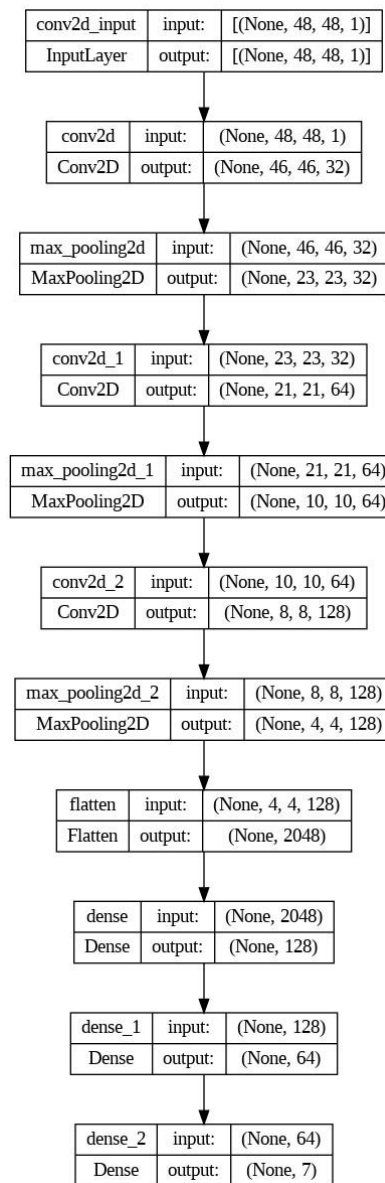 conv2d_input input: [(None, 48, 48, 1)]
InputLayer output: [(None, 48, 48, 1)]
conv2d input: (None, 48, 48, 1)
Conv2D output: (None, 46, 46, 32)
max_pooling2d input: (None, 46, 46, 32)
MaxPooling2D output: (None, 23, 23, 32)
conv2d_1 input: (None, 23, 23, 32)
Conv2D output: (None, 21, 21, 64)
max_pooling2d_1 input: (None, 21, 21, 64)
MaxPooling2D output: (None, 10, 10, 64)
conv2d_2 input: (None, 10, 10, 64)
Conv2D output: (None, 8, 8, 128)
max_pooling2d_2 input: (None, 8, 8, 128)
MaxPooling2D output: (None, 4, 4, 128)
flatten input: (None, 4, 4, 128)
Flatten output: (None, 2048)
dense input: (None, 2048)
Dense output: (None, 128)
dense_1 input: (None, 128)
Dense output: (None, 64)
dense_2 input: (None, 64)
Dense output: (None, 7)